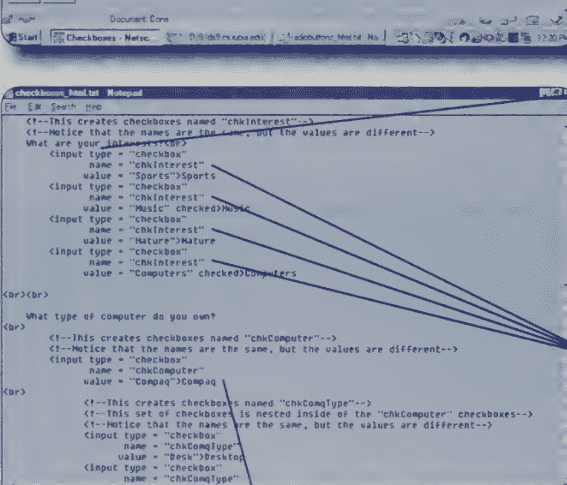 Document: Done
Start Checkboxes - Netsc... 12:20 PM
checkboxes_html.txt - Notepad
File Edit Search Help
<!--This creates checkboxes named "chkInterest"-->
<!--Notice that the names are the same, but the values are different-->
What are your interests?<br>
<input type = "checkbox"
name = "chkInterest"
value = "Sports">Sports
<input type = "checkbox"
name = "chkInterest"
value = "Music" checked>Music
<input type = "checkbox"
name = "chkInterest"
value = "Nature">Nature
<input type = "checkbox"
name = "chkInterest"
value = "Computers" checked>Computers
<br><br>
What type of computer do you own?
<br>
<!--This creates checkboxes named "chkComputer"-->
<!--Notice that the names are the same, but the values are different-->
<input type = "checkbox"
name = "chkComputer"
value = "Compaq">Compaq
<br>
<!--This creates checkboxes named "chkComqType"-->
<!--This set of checkboxes is nested inside of the "chkComputer" checkboxes-->
<!--Notice that the names are the same, but the values are different-->
<input type = "checkbox"
name = "chkComqType"
value = "Desk">Desktop
<input type = "checkbox"
name = "chkComqType"